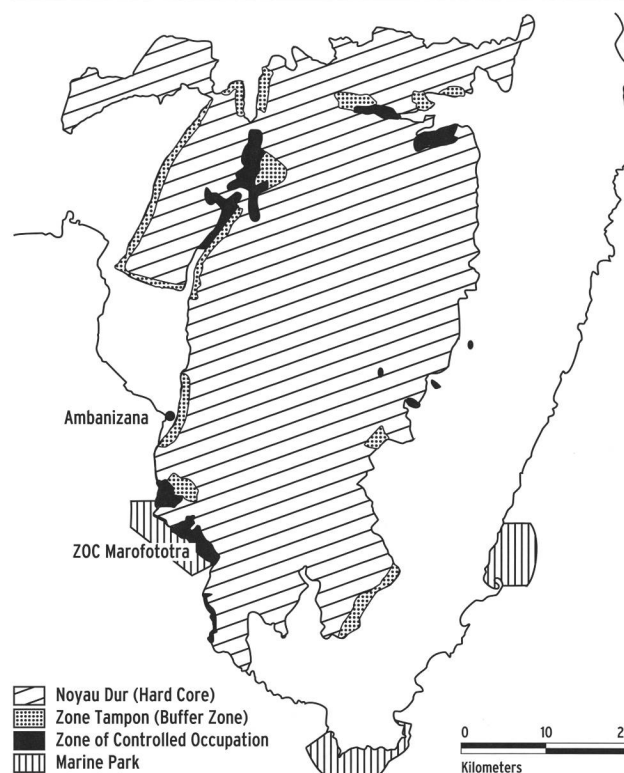 Ambanizana
ZOC Marofototra
Noyau Dur (Hard Core)
Zone Tampon (Buffer Zone)
Zone of Controlled Occupation
Marine Park
0 10
Kilometers